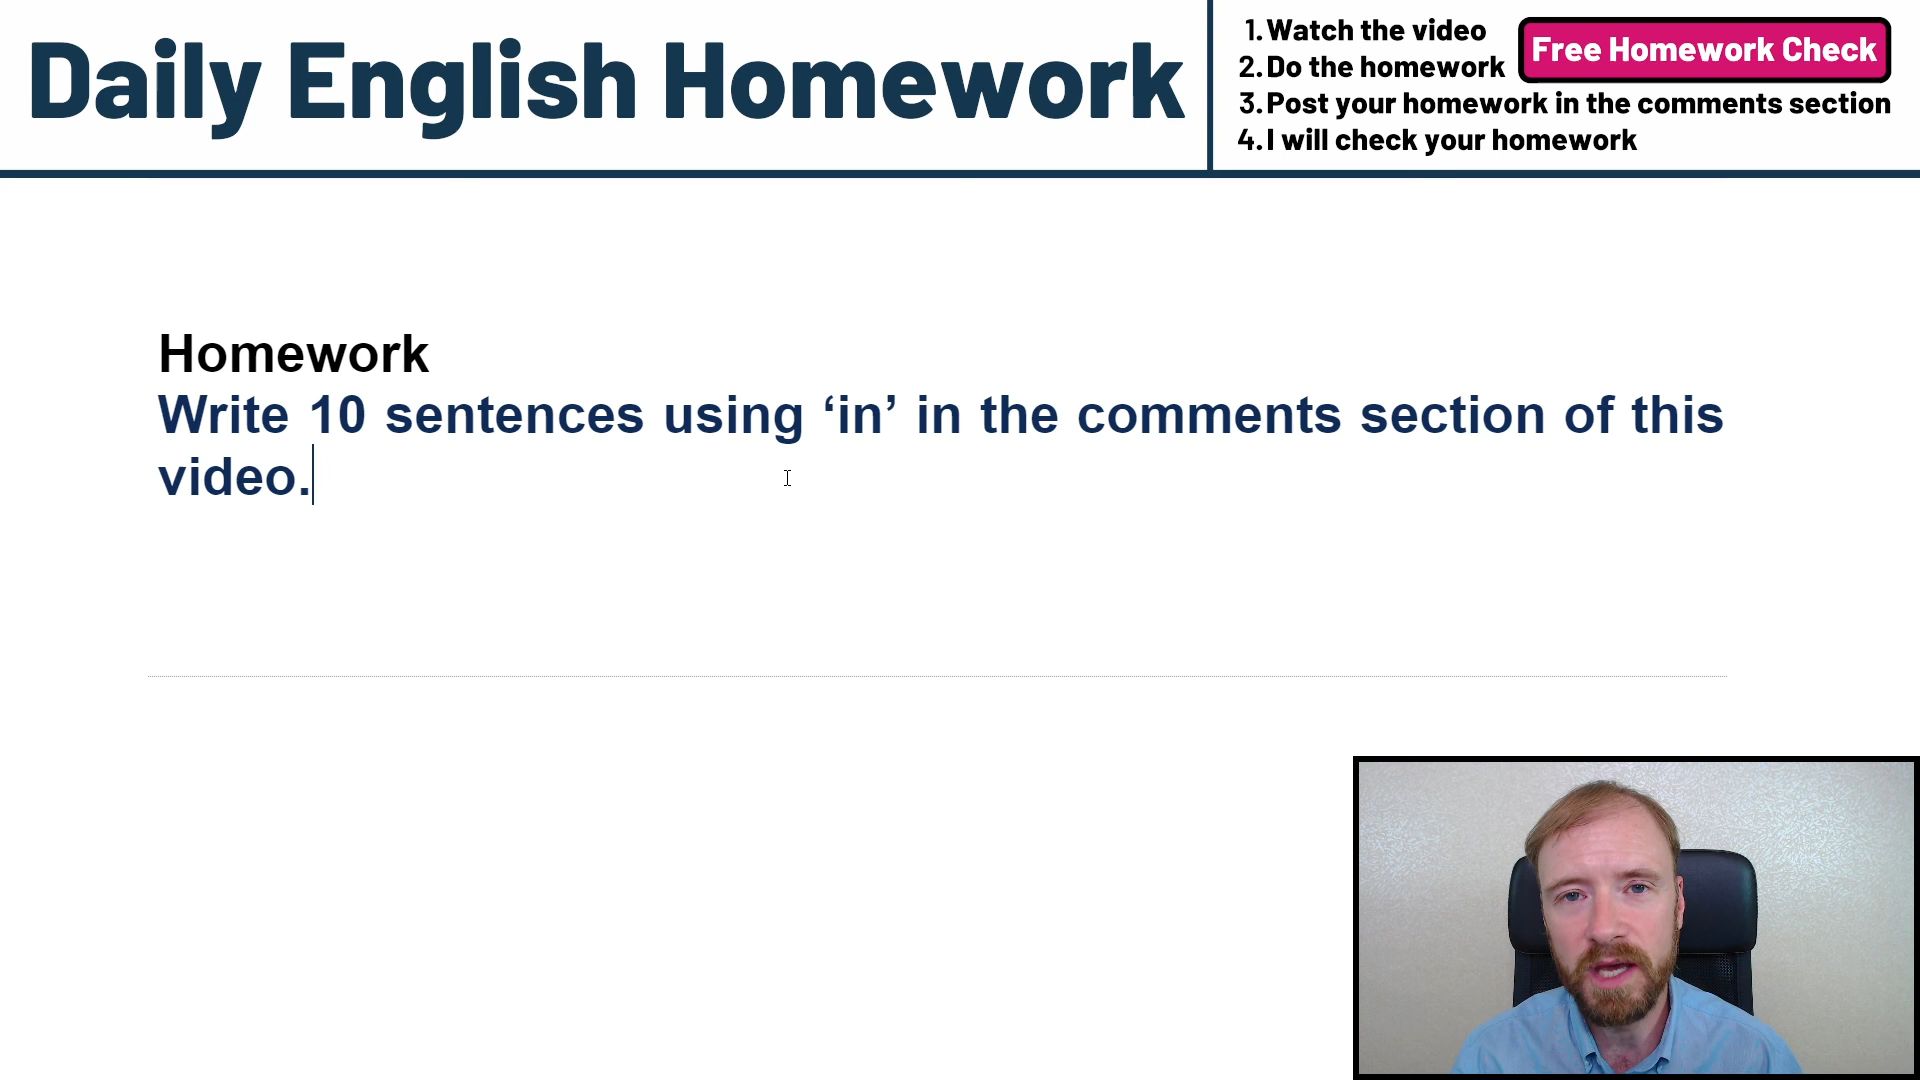 Daily English Homework
1. Watch the video
2. Do the homework
Free Homework Check
3. Post your homework in the comments section
4. I will check your homework
Homework
Write 10 sentences using ‘in’ in the comments section of this
video.